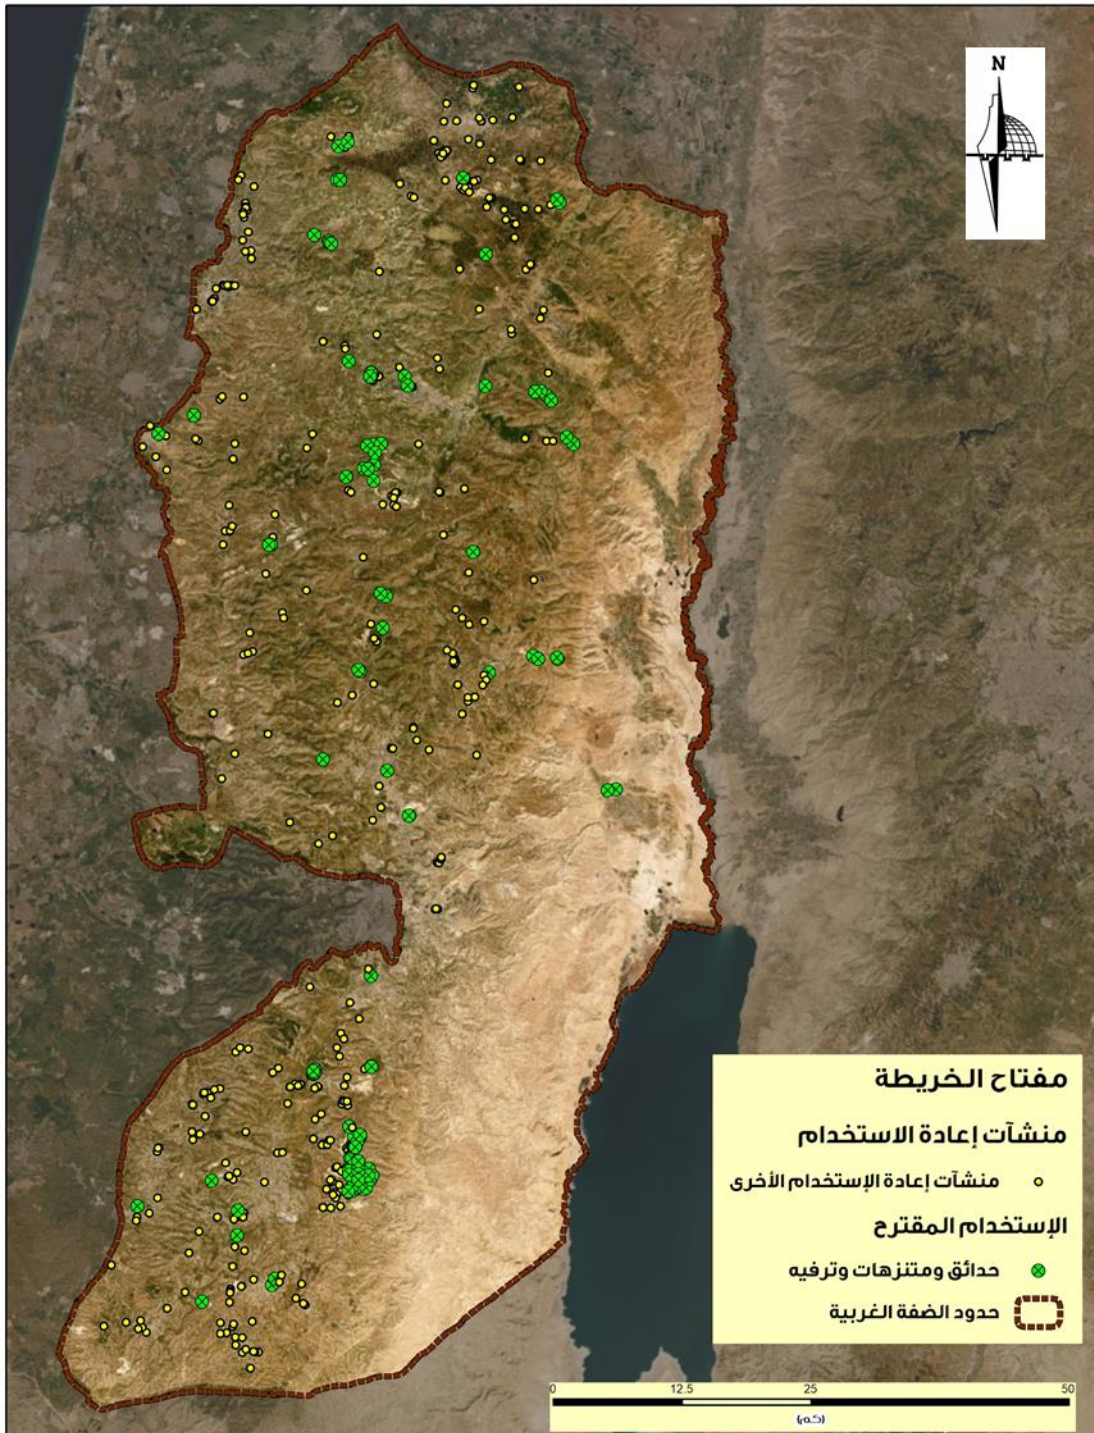 N
مفتاح الخريطة
منشآت إعادة الاستخدام
منشآت إعادة الإستخدام الأخرى
الإستخدام المقترح
حدائق ومتنزهات وترفيه
حدود الضفة الغربية
0 12.5 25 50